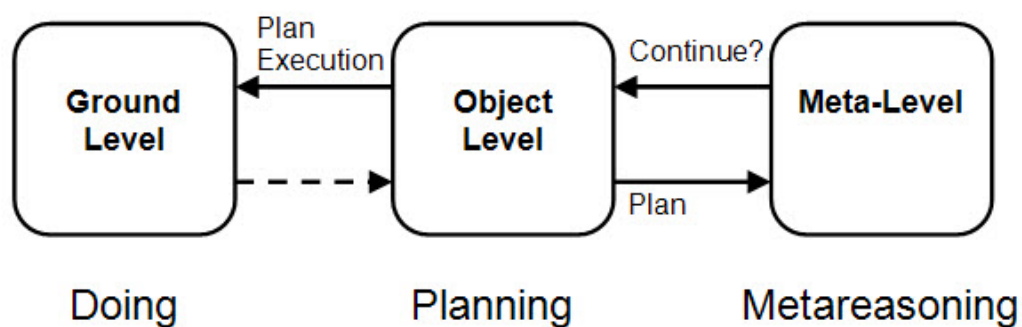 Plan
Execution
Continue?
Ground
Level
Object
Level
Meta-Level
Plan
Doing
Planning
Metareasoning